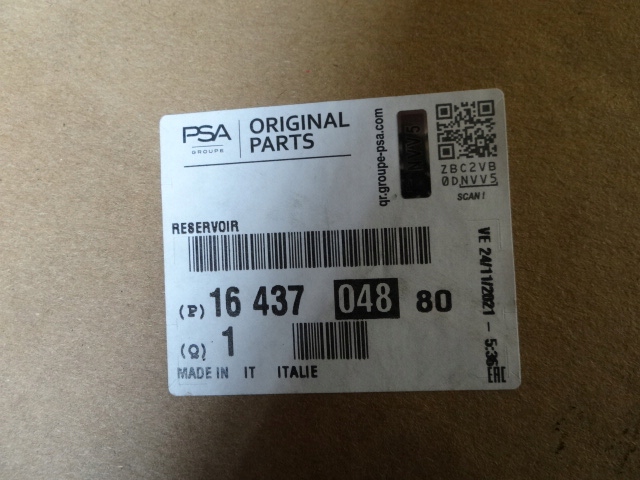 PSA
GROUPE
ORIGINAL
PARTS
qr.groupe-psa.com
NVV5
ZBC2VB
0DNVV5
SCAN!
RESERVOIR
(P) 16 437 048 80
(Q) 1
MADE IN IT ITALIE
VE 24/11/2021 - 5:36
EAC